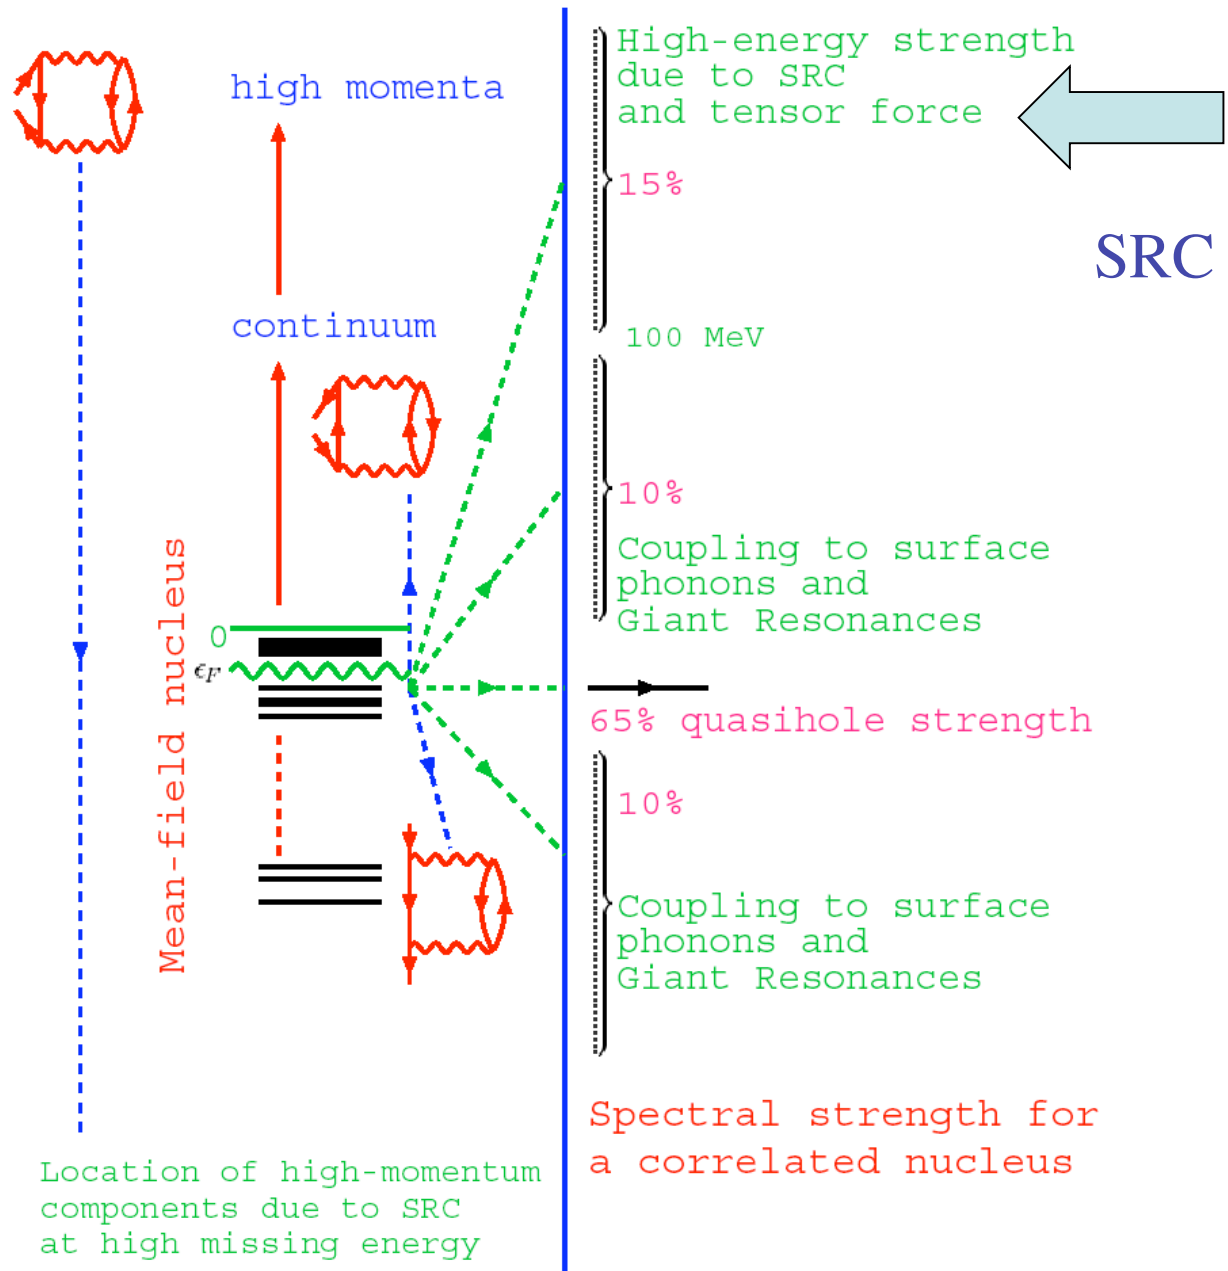 high momenta
continuum
Mean-field nucleus
0
ϵF
Location of high-momentum
components due to SRC
at high missing energy
High-energy strength
due to SRC
and tensor force
15%
SRC
100 MeV
10%
Coupling to surface
phonons and
Giant Resonances
65% quasihole strength
10%
Coupling to surface
phonons and
Giant Resonances
Spectral strength for
a correlated nucleus